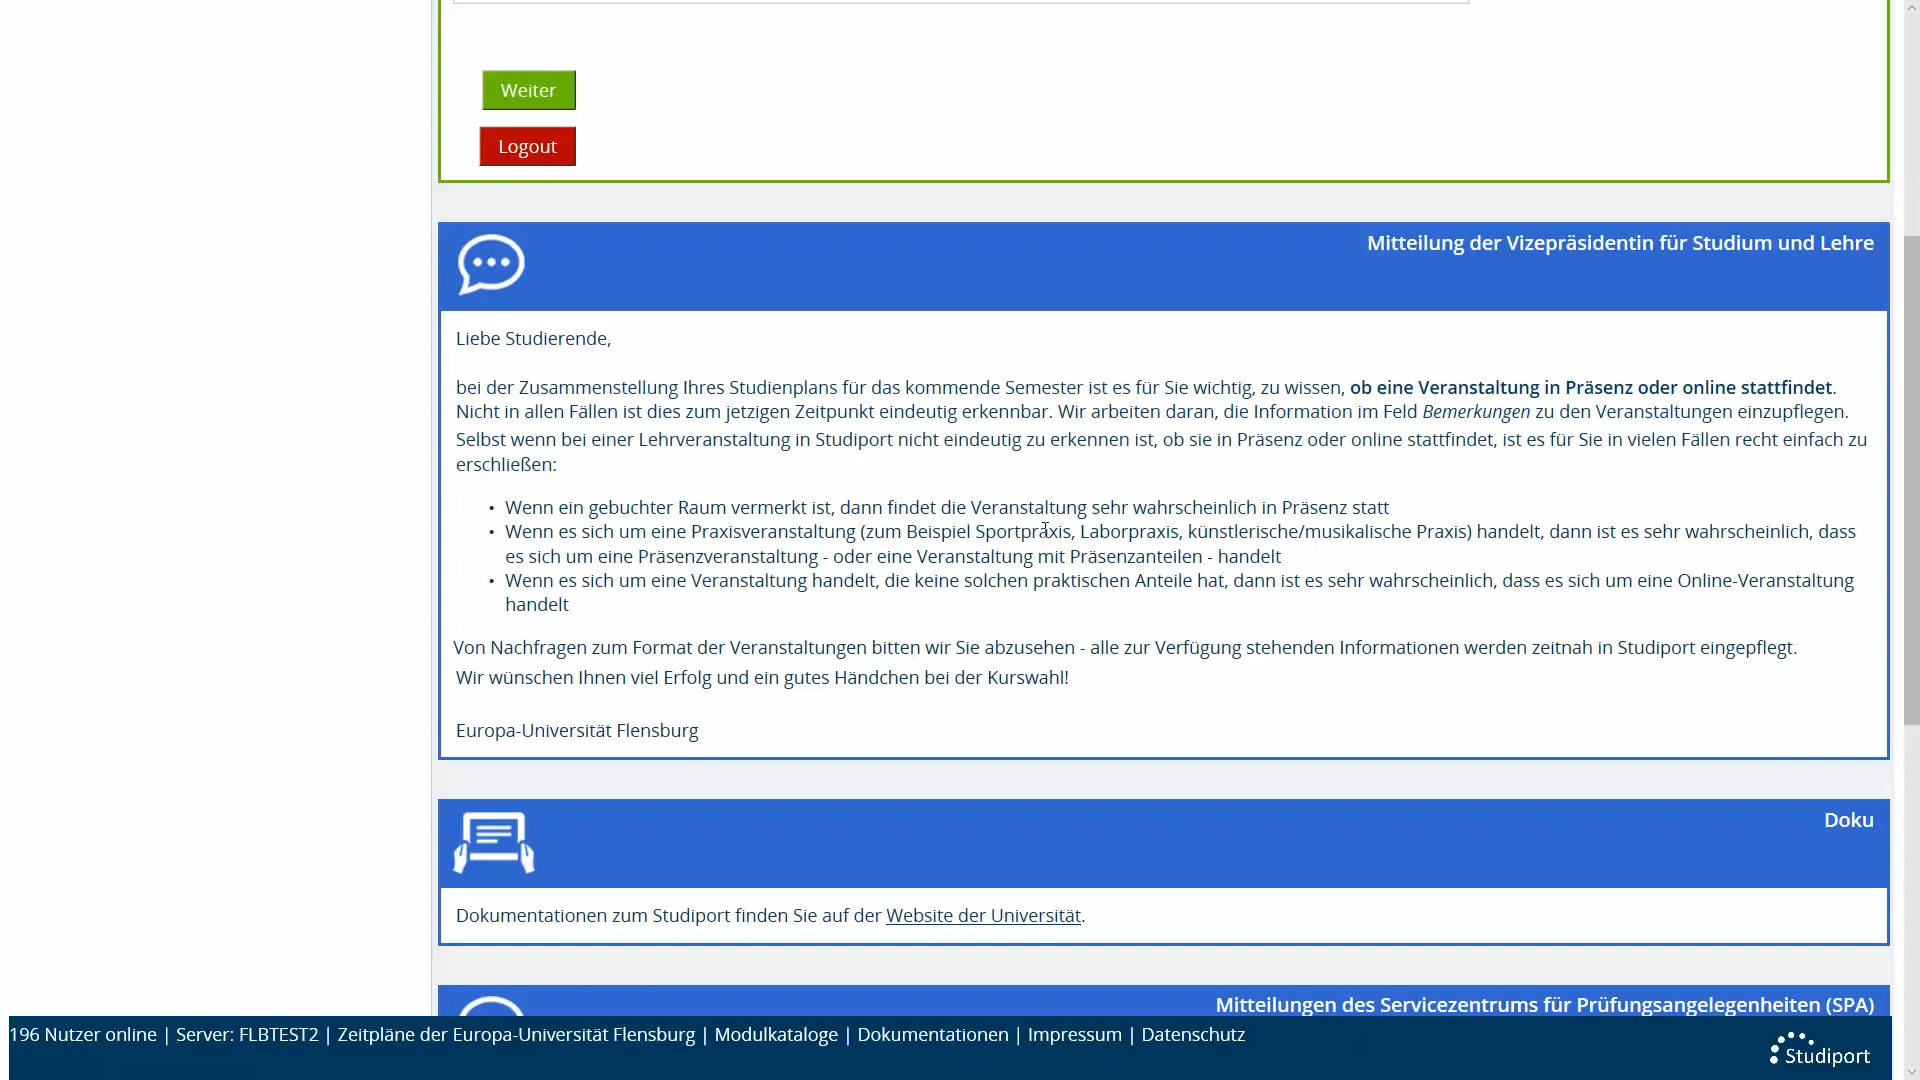 Weiter
Logout
Mitteilung der Vizepräsidentin für Studium und Lehre
Liebe Studierende,
bei der Zusammenstellung Ihres Studienplans für das kommende Semester ist es für Sie wichtig, zu wissen, ob eine Veranstaltung in Präsenz oder online stattfindet.
Nicht in allen Fällen ist dies zum jetzigen Zeitpunkt eindeutig erkennbar. Wir arbeiten daran, die Information im Feld Bemerkungen zu den Veranstaltungen einzupflegen.
Selbst wenn bei einer Lehrveranstaltung in Studiport nicht eindeutig zu erkennen ist, ob sie in Präsenz oder online stattfindet, ist es für Sie in vielen Fällen recht einfach zu
erschließen:
• Wenn ein gebuchter Raum vermerkt ist, dann findet die Veranstaltung sehr wahrscheinlich in Präsenz statt
• Wenn es sich um eine Praxisveranstaltung (zum Beispiel Sportpraxis, Laborpraxis, künstlerische/musikalische Praxis) handelt, dann ist es sehr wahrscheinlich, dass
es sich um eine Präsenzveranstaltung - oder eine Veranstaltung mit Präsenzanteilen - handelt
• Wenn es sich um eine Veranstaltung handelt, die keine solchen praktischen Anteile hat, dann ist es sehr wahrscheinlich, dass es sich um eine Online-Veranstaltung
handelt
Von Nachfragen zum Format der Veranstaltungen bitten wir Sie abzusehen - alle zur Verfügung stehenden Informationen werden zeitnah in Studiport eingepflegt.
Wir wünschen Ihnen viel Erfolg und ein gutes Händchen bei der Kurswahl!
Europa-Universität Flensburg
Doku
Dokumentationen zum Studiport finden Sie auf der Website der Universität.
Mitteilungen des Servicezentrums für Prüfungsangelegenheiten (SPA)
196 Nutzer online | Server: FLBTEST2 | Zeitpläne der Europa-Universität Flensburg | Modulkataloge | Dokumentationen | Impressum | Datenschutz
Studiport